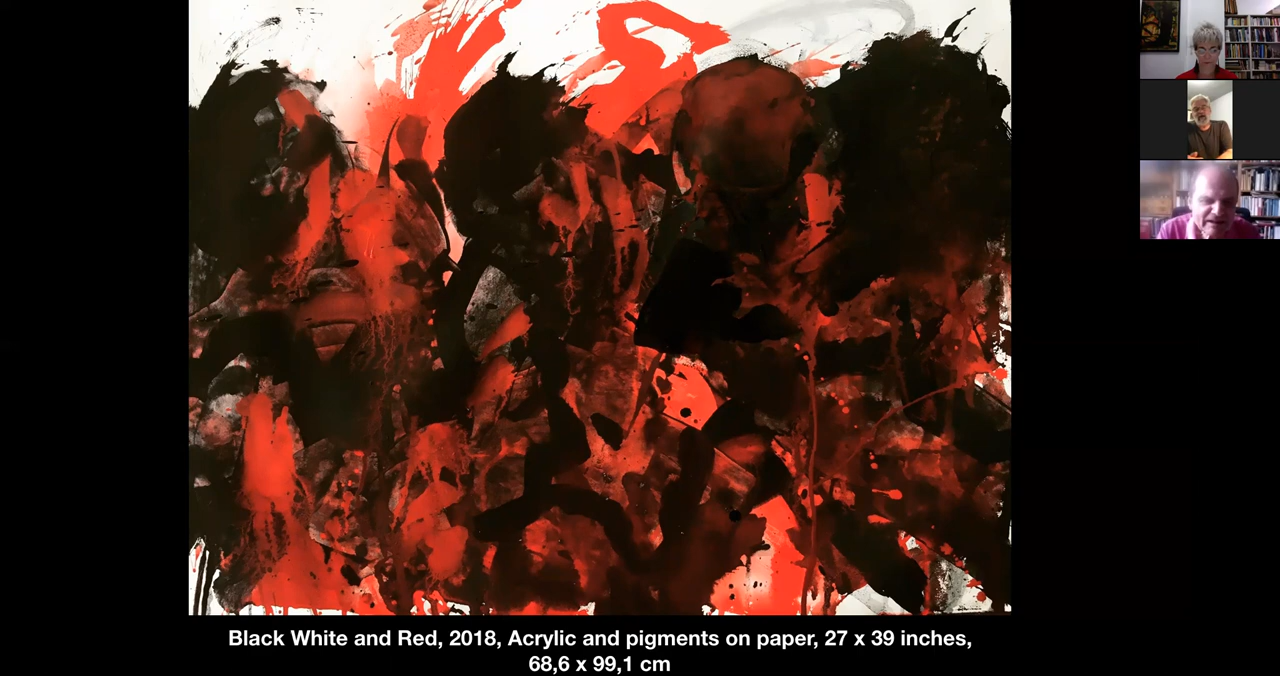 Black White and Red, 2018, Acrylic and pigments on paper, 27 x 39 inches,
68,6 x 99,1 cm